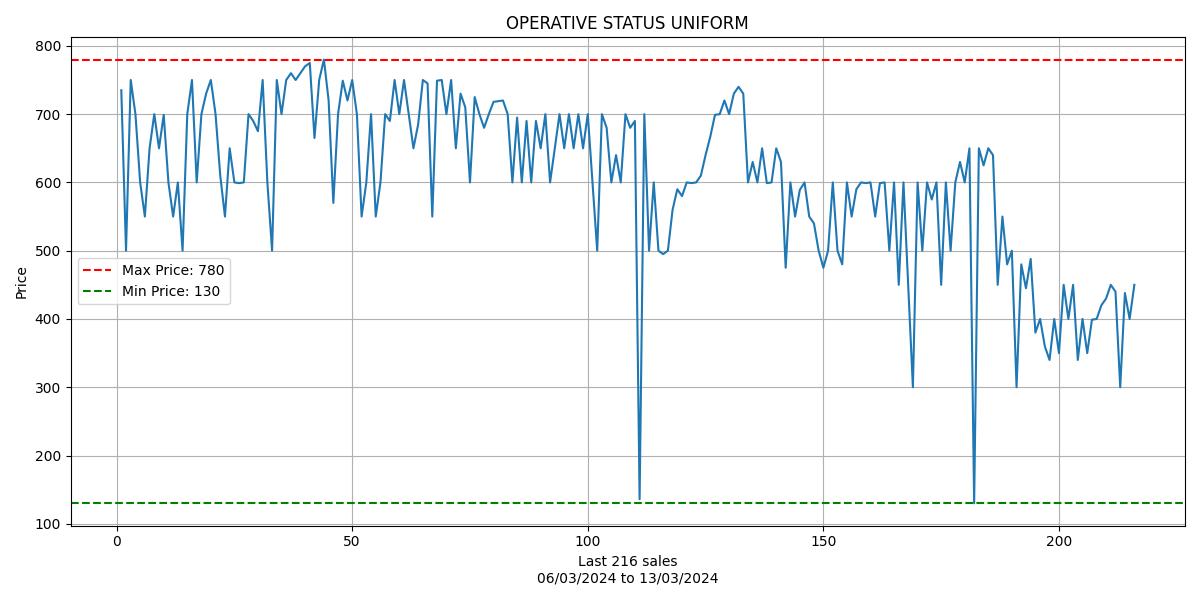 OPERATIVE STATUS UNIFORM
800
700
600
500
400
300
200
100
Price
Max Price: 780
Min Price: 130
0
50
100
150
200
Last 216 sales
06/03/2024 to 13/03/2024